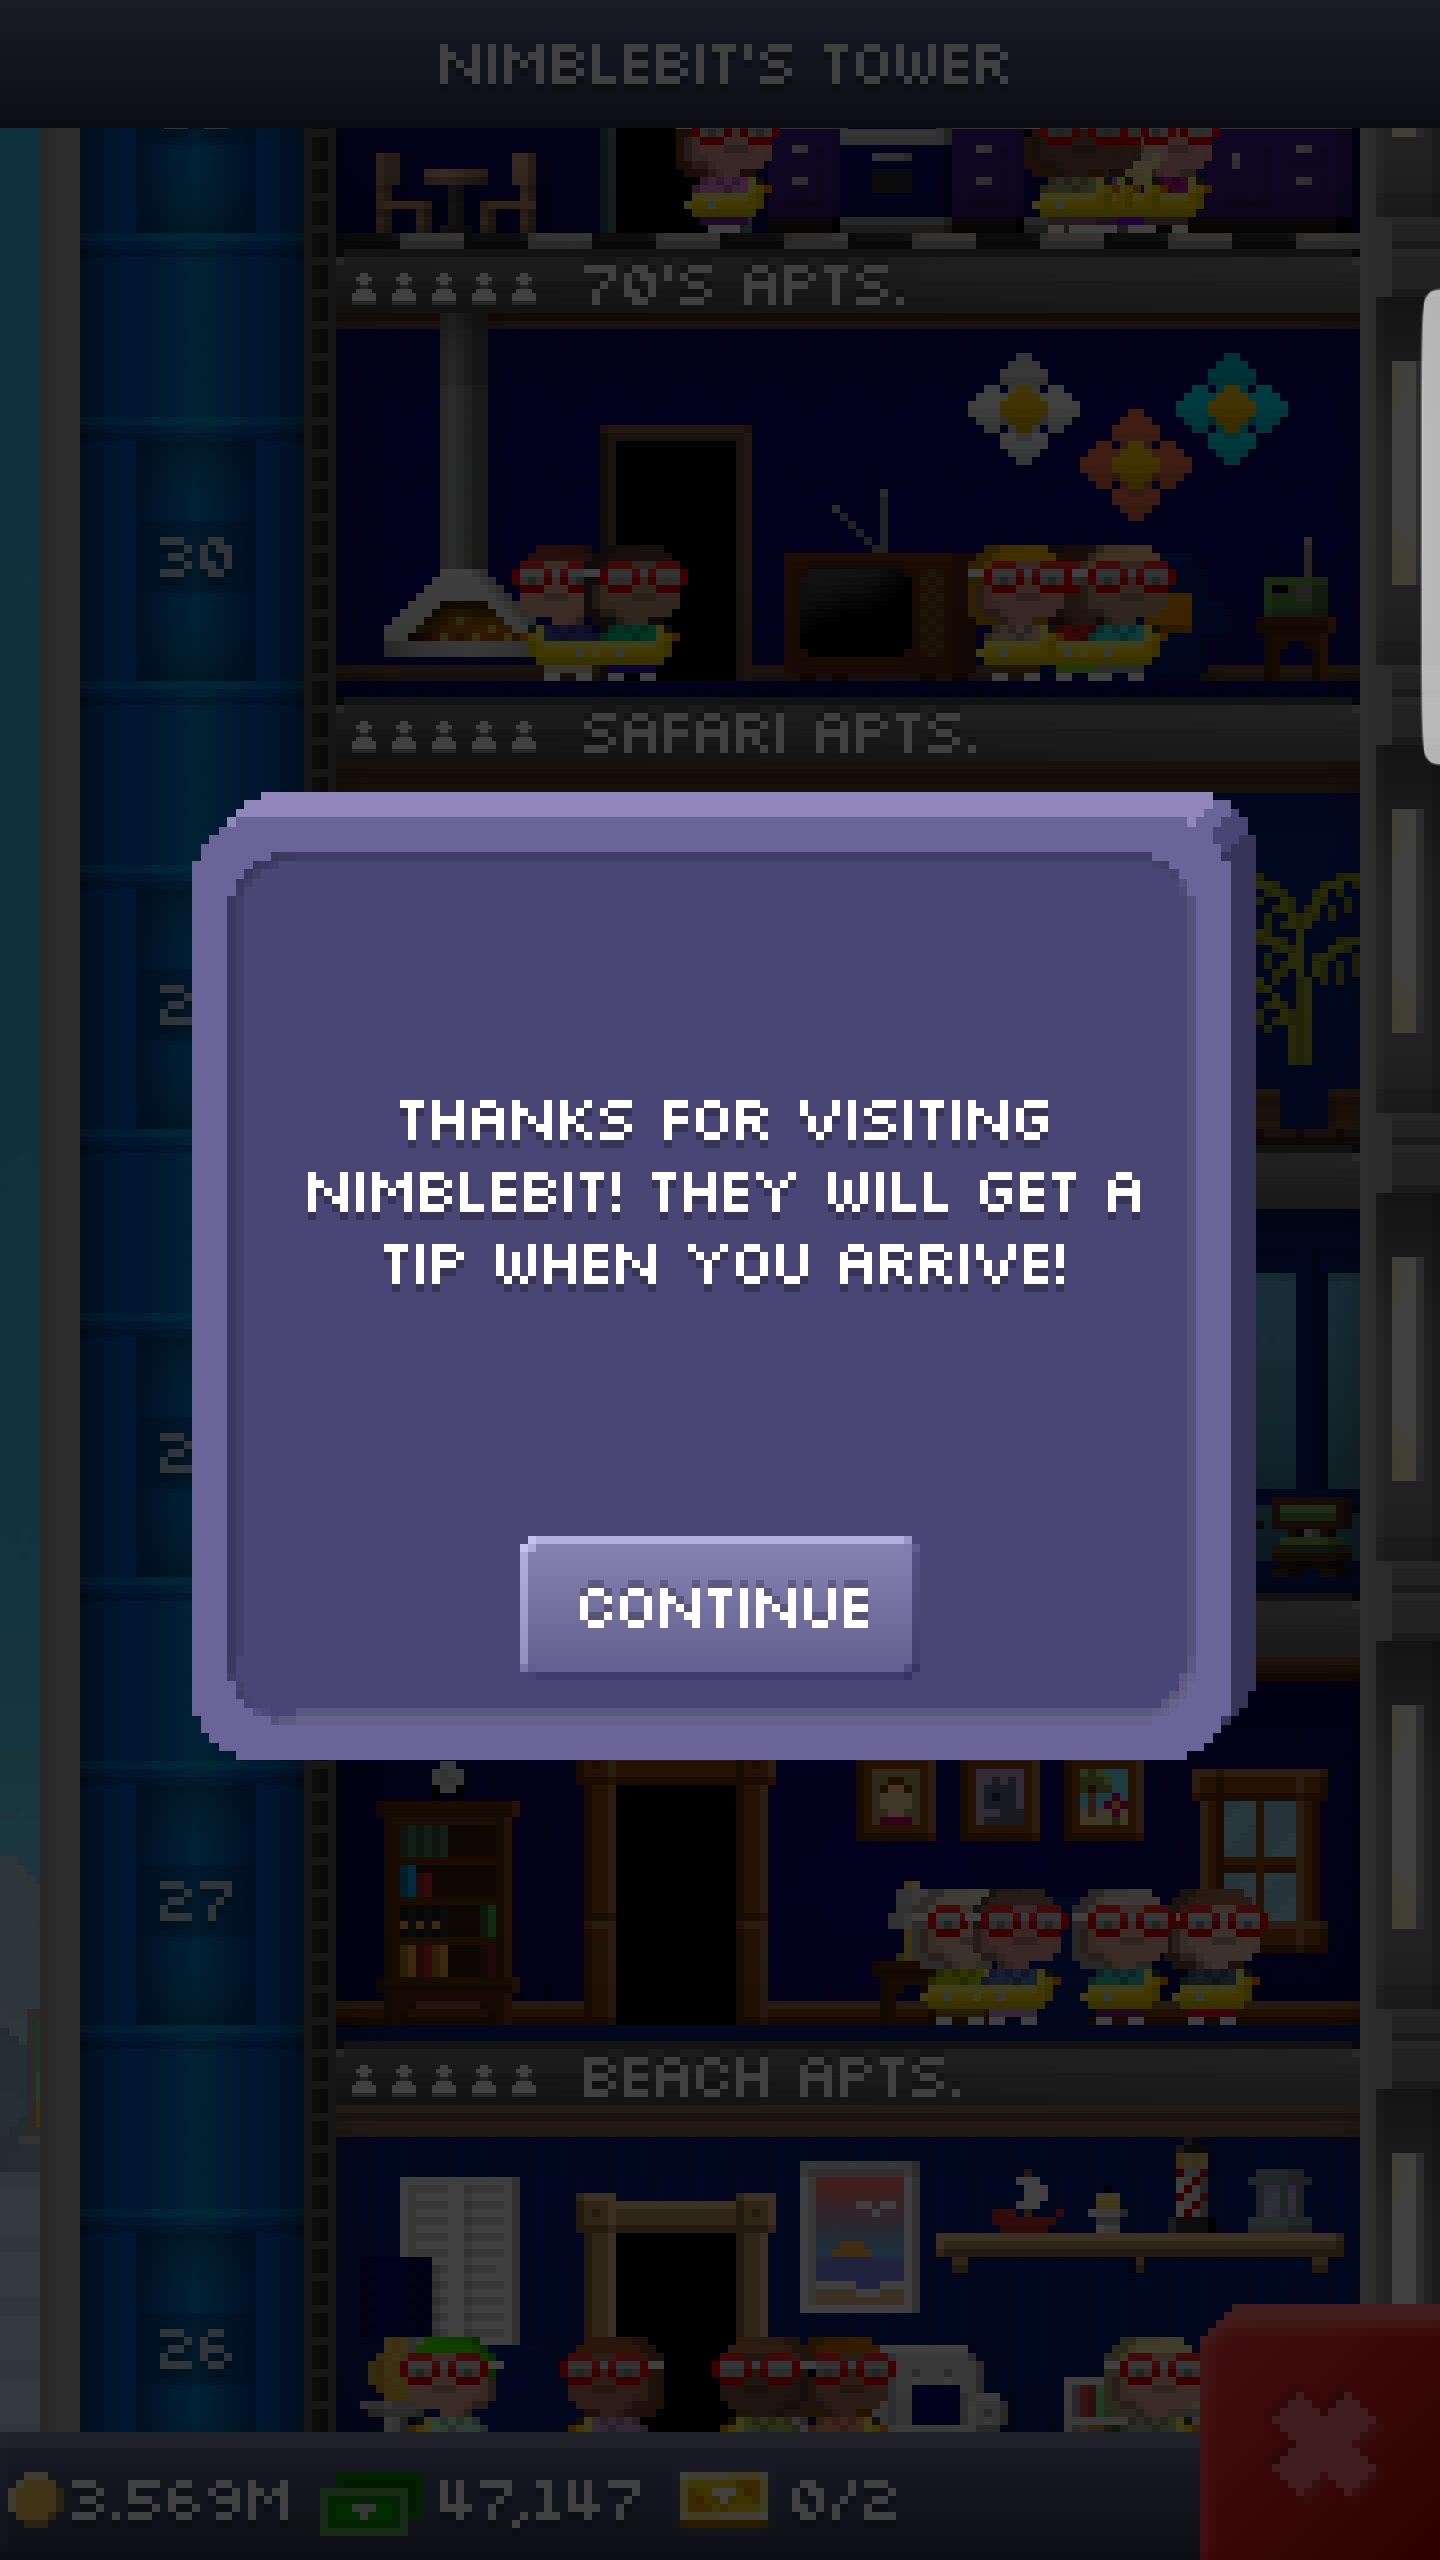 NIMBLEBIT'S TOWER
70'S APTS.
30
SAFARI APTS.
THANKS FOR VISITING
NIMBLEBIT! THEY WILL GET A
TIP WHEN YOU ARRIVE!
CONTINUE
27
BEACH APTS.
26
3.569M 47,147 0/2